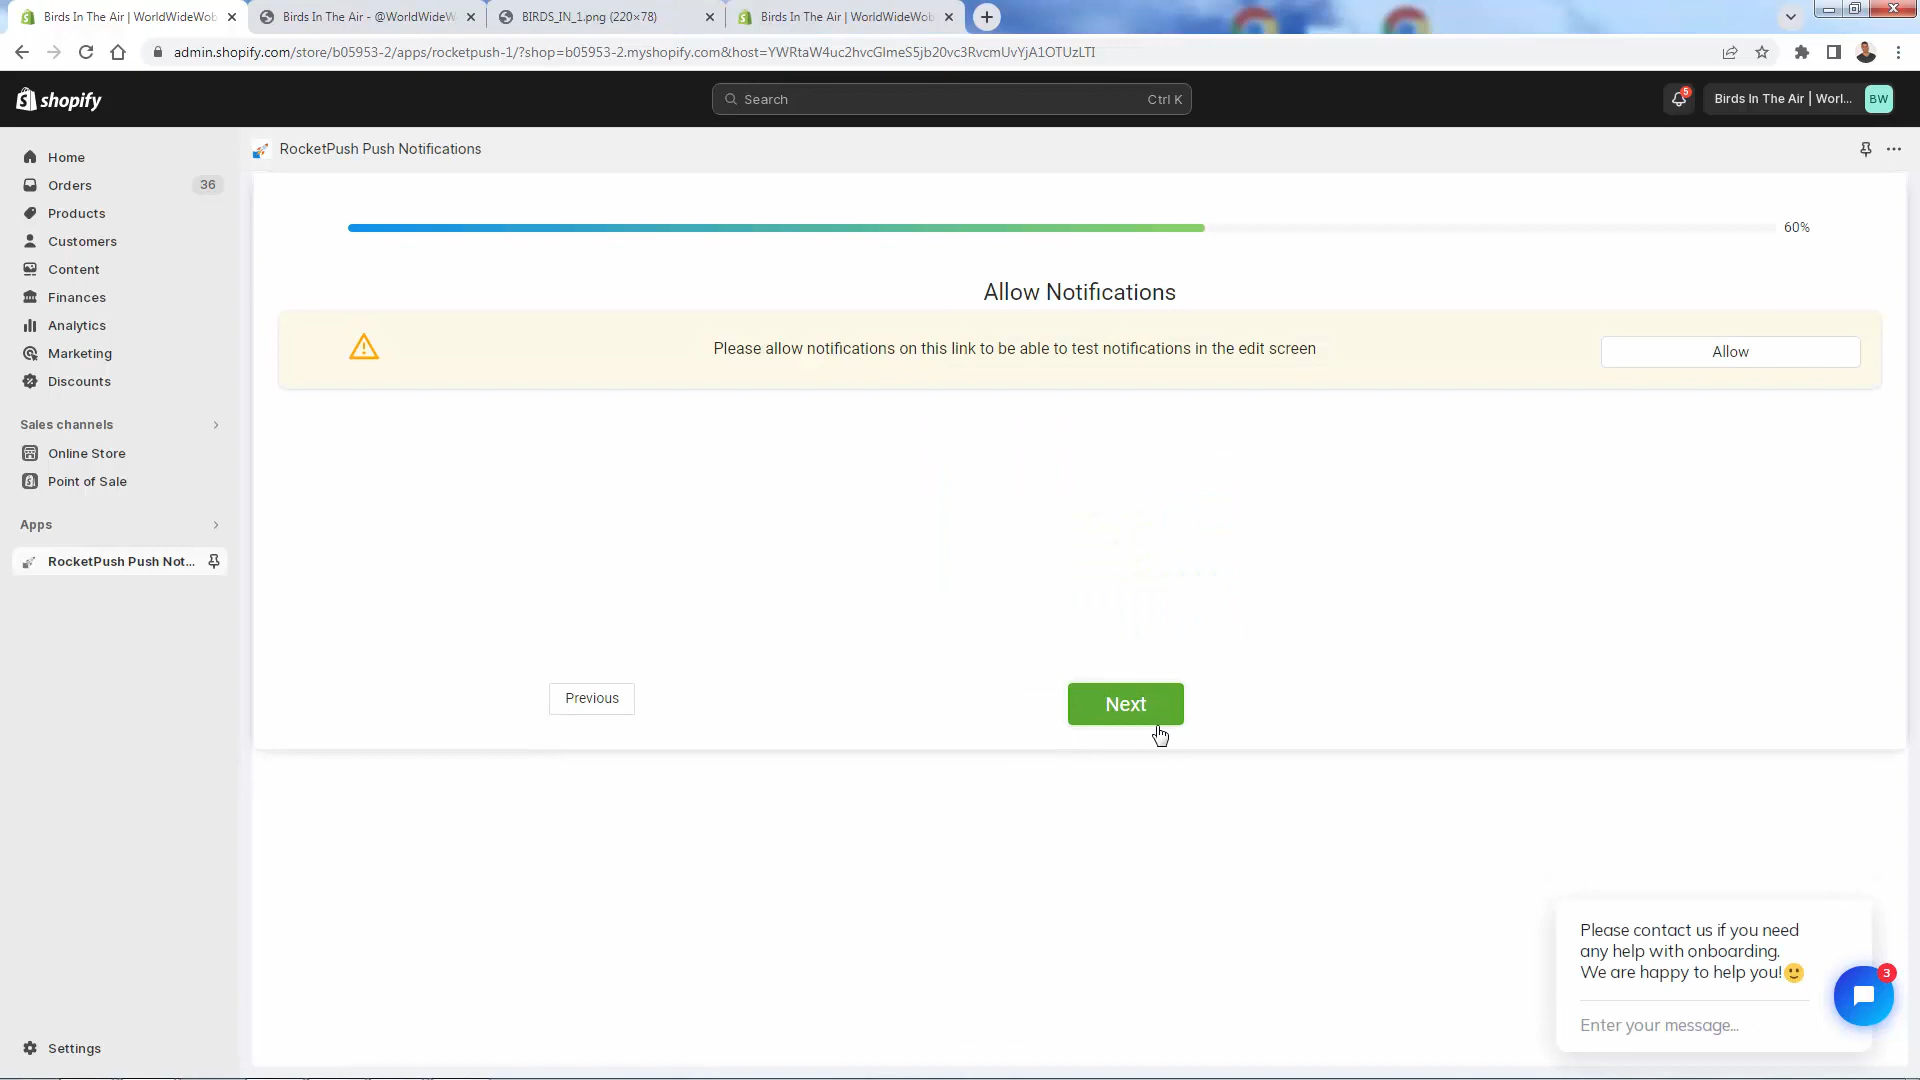 Birds In The Air | WorldWideWob
Birds In The Air - @WorldWideW
BIRDS_IN_1.png (220×78)
Birds In The Air | WorldWideWob
admin.shopify.com/store/b05953-2/apps/rocketpush-1/?shop=b05953-2.myshopify.com&host=YWRtaW4uc2hvcGlmeS5jb20vc3RvcmUvYjA1OTUzLTI
shopify
Search
Ctrl K
5
Birds In The Air | Worl...
BW
Home
Orders
36
Products
Customers
Content
Finances
Analytics
Marketing
Discounts
Sales channels
Online Store
Point of Sale
Apps
RocketPush Push Not...
Settings
RocketPush Push Notifications
60%
Allow Notifications
Please allow notifications on this link to be able to test notifications in the edit screen
Allow
Previous
Next
Please contact us if you need
any help with onboarding.
We are happy to help you!🙂
3
Enter your message...